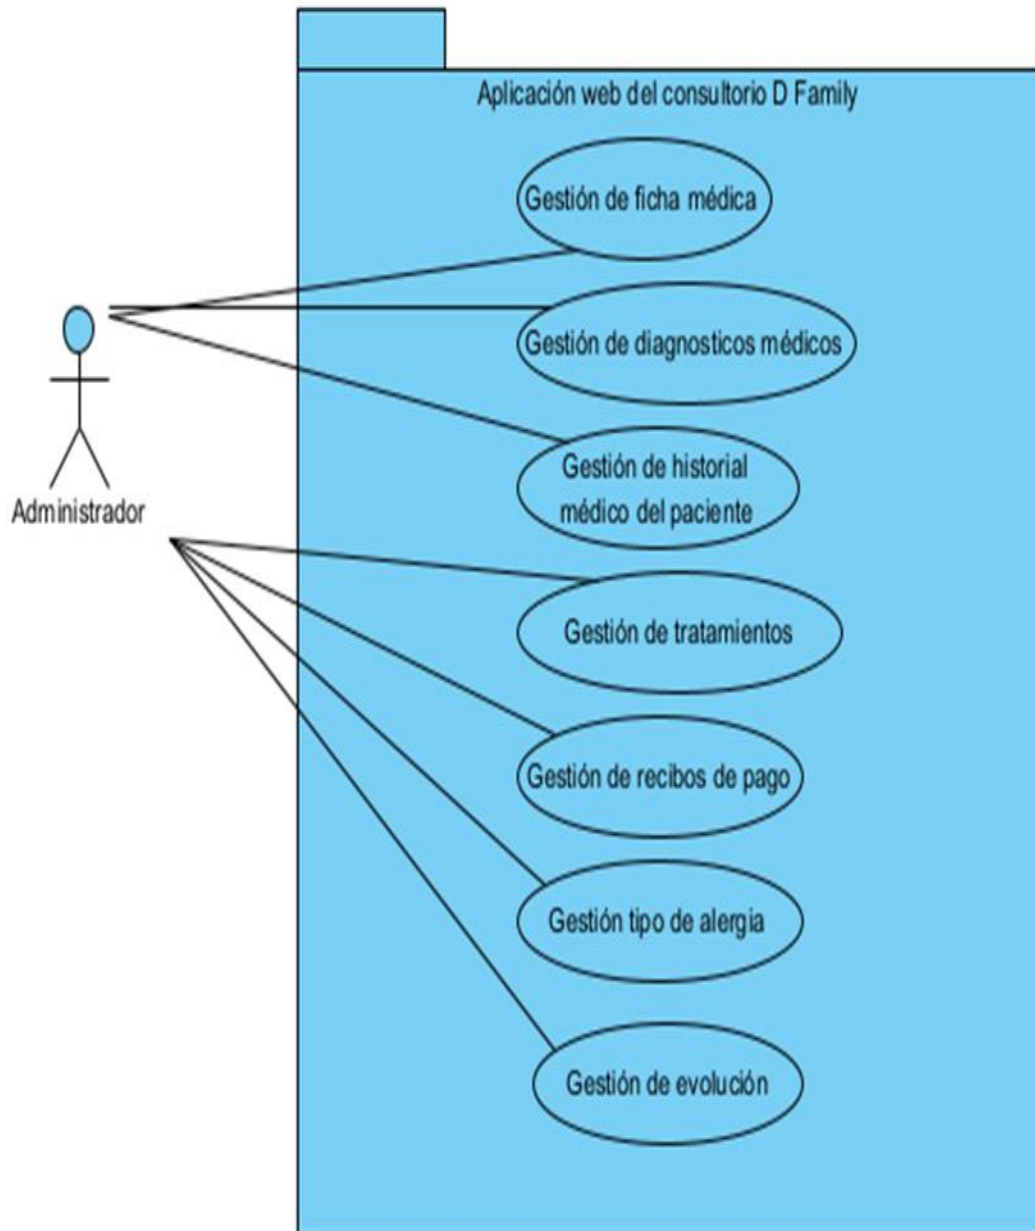 Aplicación web del consultorio D Family
Gestión de ficha médica
Gestión de diagnosticos médicos
Gestión de historial
médico del paciente
Administrador
Gestión de tratamientos
Gestión de recibos de pago
Gestión tipo de alergia
Gestión de evolución